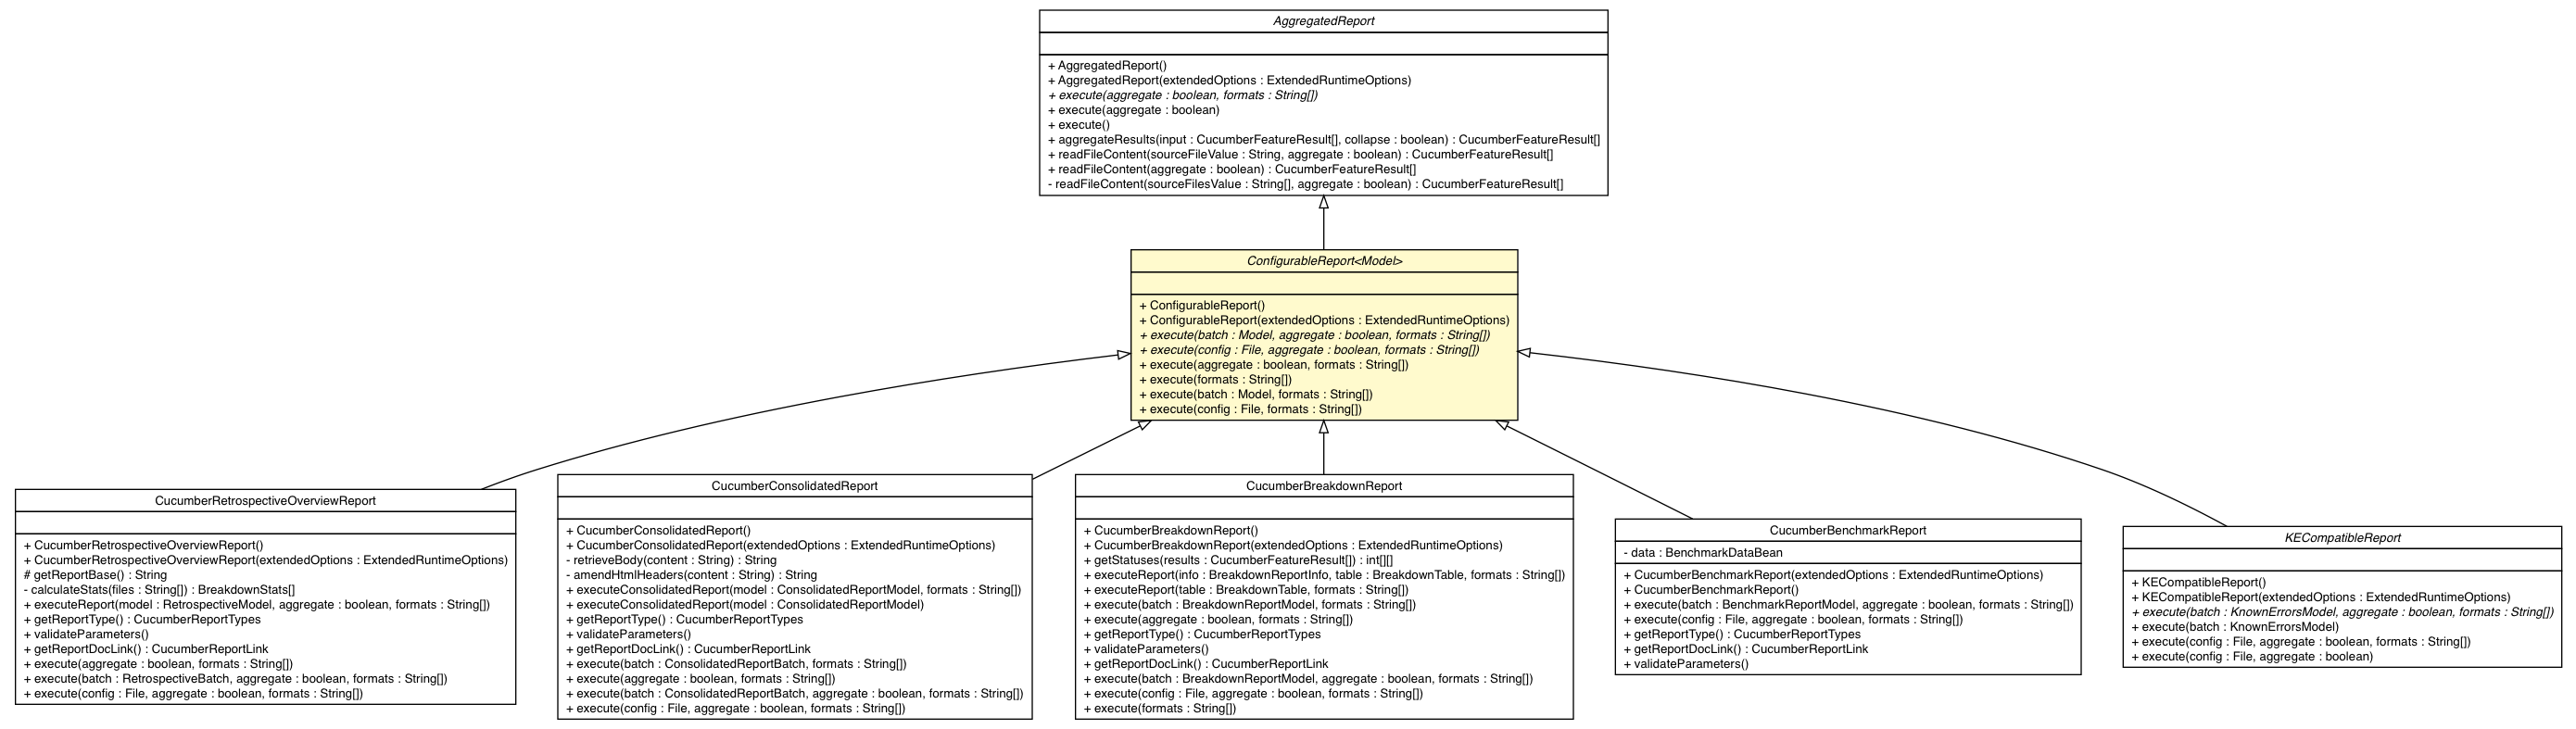 AggregatedReport
+ AggregatedReport()
+ AggregatedReport(extendedOptions : ExtendedRuntimeOptions)
+ execute(aggregate : boolean, formats : String[])
+ execute(aggregate : boolean)
+ execute()
+ aggregateResults(input : CucumberFeatureResult[], collapse : boolean) : CucumberFeatureResult[]
+ readFileContent(sourceFileValue : String, aggregate : boolean) : CucumberFeatureResult[]
+ readFileContent(aggregate : boolean) : CucumberFeatureResult[]
- readFileContent(sourceFilesValue : String[], aggregate : boolean) : CucumberFeatureResult[]
ConfigurableReport<Model>
+ ConfigurableReport()
+ ConfigurableReport(extendedOptions : ExtendedRuntimeOptions)
+ execute(batch : Model, aggregate : boolean, formats : String[])
+ execute(config : File, aggregate : boolean, formats : String[])
+ execute(aggregate : boolean, formats : String[])
+ execute(formats : String[])
+ execute(batch : Model, formats : String[])
+ execute(config : File, formats : String[])
CucumberRetrospectiveOverviewReport
+ CucumberRetrospectiveOverviewReport()
+ CucumberRetrospectiveOverviewReport(extendedOptions : ExtendedRuntimeOptions)
# getReportBase() : String
- calculateStats(files : String[]) : BreakdownStats[]
+ executeReport(model : RetrospectiveModel, aggregate : boolean, formats : String[])
+ getReportType() : CucumberReportTypes
+ validateParameters()
+ getReportDocLink() : CucumberReportLink
+ execute(aggregate : boolean, formats : String[])
+ execute(batch : RetrospectiveBatch, aggregate : boolean, formats : String[])
+ execute(config : File, aggregate : boolean, formats : String[])
CucumberConsolidatedReport
+ CucumberConsolidatedReport()
+ CucumberConsolidatedReport(extendedOptions : ExtendedRuntimeOptions)
- retrieveBody(content : String) : String
- amendHtmlHeaders(content : String) : String
+ executeConsolidatedReport(model : ConsolidatedReportModel, formats : String[])
+ executeConsolidatedReport(model : ConsolidatedReportModel)
+ getReportType() : CucumberReportTypes
+ validateParameters()
+ getReportDocLink() : CucumberReportLink
+ execute(batch : ConsolidatedReportBatch, formats : String[])
+ execute(aggregate : boolean, formats : String[])
+ execute(batch : ConsolidatedReportBatch, aggregate : boolean, formats : String[])
+ execute(config : File, aggregate : boolean, formats : String[])
CucumberBreakdownReport
+ CucumberBreakdownReport()
+ CucumberBreakdownReport(extendedOptions : ExtendedRuntimeOptions)
+ getStatuses(results : CucumberFeatureResult[]) : int[][]
+ executeReport(info : BreakdownReportInfo, table : BreakdownTable, formats : String[])
+ executeReport(table : BreakdownTable, formats : String[])
+ execute(batch : BreakdownReportModel, formats : String[])
+ execute(aggregate : boolean, formats : String[])
+ getReportType() : CucumberReportTypes
+ validateParameters()
+ getReportDocLink() : CucumberReportLink
+ execute(batch : BreakdownReportModel, aggregate : boolean, formats : String[])
+ execute(config : File, aggregate : boolean, formats : String[])
+ execute(formats : String[])
CucumberBenchmarkReport
- data : BenchmarkDataBean
+ CucumberBenchmarkReport(extendedOptions : ExtendedRuntimeOptions)
+ CucumberBenchmarkReport()
+ execute(batch : BenchmarkReportModel, aggregate : boolean, formats : String[])
+ execute(config : File, aggregate : boolean, formats : String[])
+ getReportType() : CucumberReportTypes
+ getReportDocLink() : CucumberReportLink
+ validateParameters()
KECompatibleReport
+ KECompatibleReport()
+ KECompatibleReport(extendedOptions : ExtendedRuntimeOptions)
+ execute(batch : KnownErrorsModel, aggregate : boolean, formats : String[])
+ execute(batch : KnownErrorsModel)
+ execute(config : File, aggregate : boolean, formats : String[])
+ execute(config : File, aggregate : boolean)